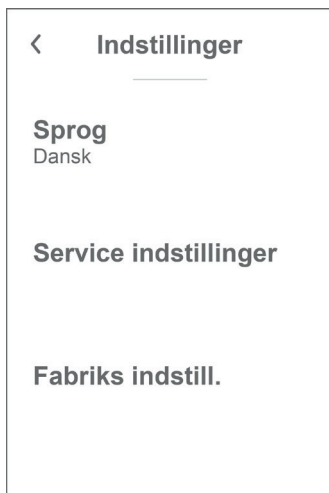 Indstillinger
Sprog
Dansk
Service indstillinger
Fabriks indstill.